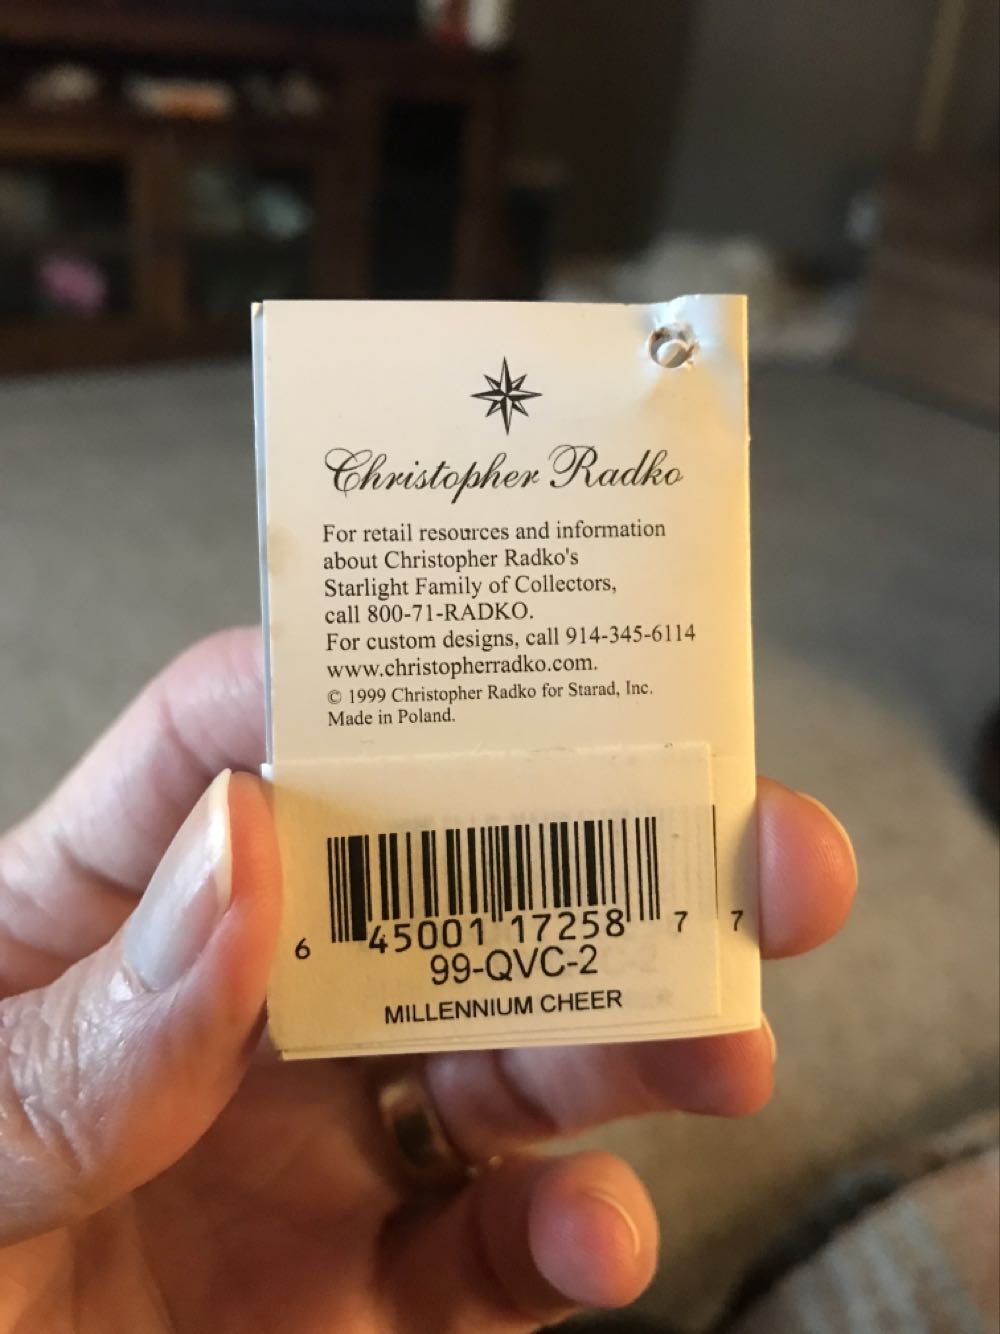 Christopher Radko
For retail resources and information
about Christopher Radko's
Starlight Family of Collectors,
call 800-71-RADKO.
For custom designs, call 914-345-6114
www.christopherradko.com.
© 1999 Christopher Radko for Starad, Inc.
Made in Poland.
6 45001 17258 7 7
99-QVC-2
MILLENNIUM CHEER